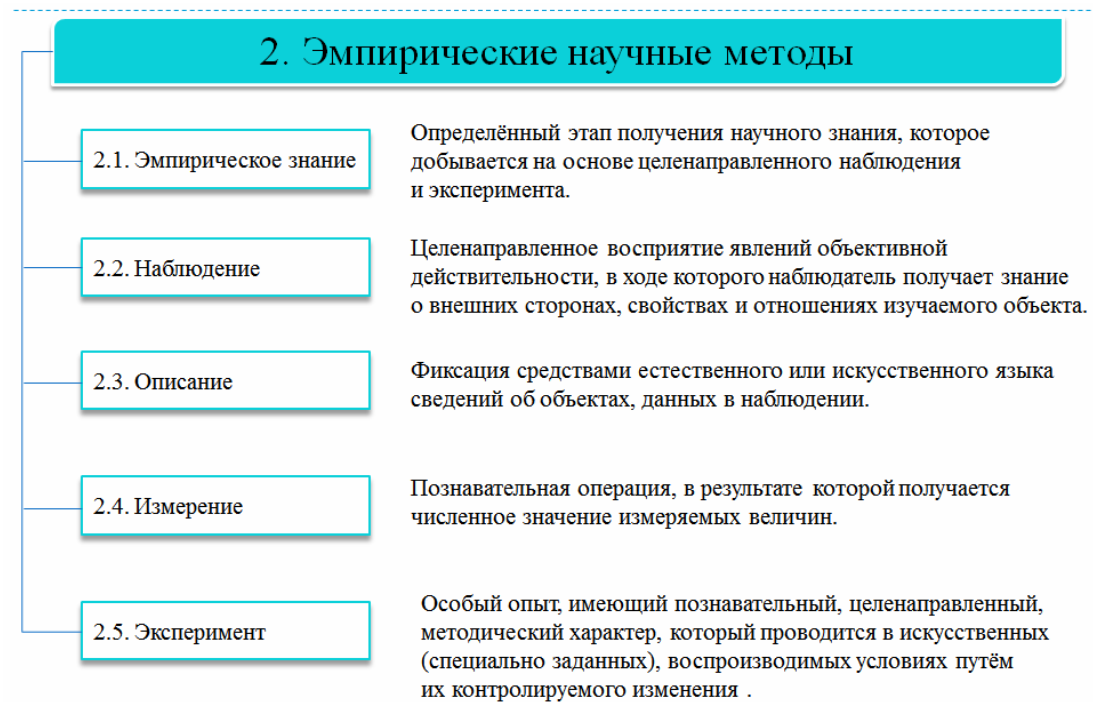 2. Эмпирические научные методы
2.1. Эмпирическое знание
Определённый этап получения научного знания, которое
добывается на основе целенаправленного наблюдения
и эксперимента.
2.2. Наблюдение
Целенаправленное восприятие явлений объективной
действительности, в ходе которого наблюдатель получает знание
о внешних сторонах, свойствах и отношениях изучаемого объекта.
2.3. Описание
Фиксация средствами естественного или искусственного языка
сведений об объектах, данных в наблюдении.
2.4. Измерение
Познавательная операция, в результате которой получается
численное значение измеряемых величин.
2.5. Эксперимент
Особый опыт, имеющий познавательный, целенаправленный,
методический характер, который проводится в искусственных
(специально заданных), воспроизводимых условиях путём
их контролируемого изменения .